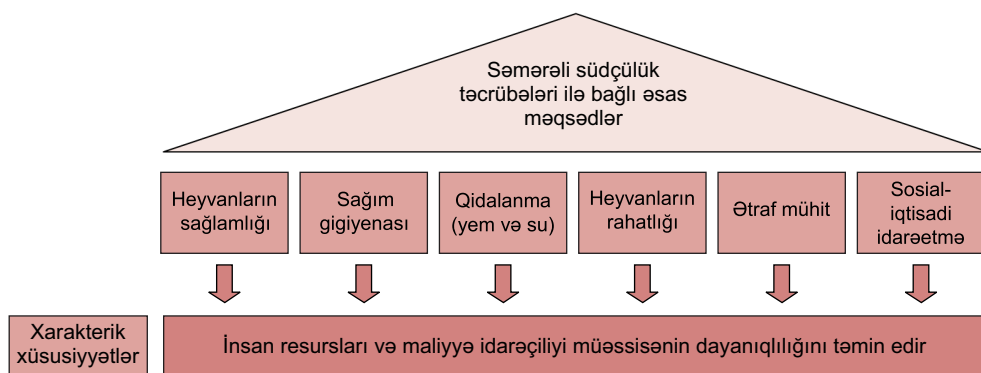 Səmərəli südçülük
təcrübələri ilə bağlı əsas
məqsədlər
Heyvanların
sağlamlığı
Sağım
gigiyenası
Qidalanma
(yem və su)
Heyvanların
rahatlığı
Ətraf mühit
Sosial-
iqtisadi
idarəetmə
Xarakterik
xüsusiyyətlər
İnsan resursları və maliyyə idarəçiliyi müəssisənin dayanıqlılığını təmin edir